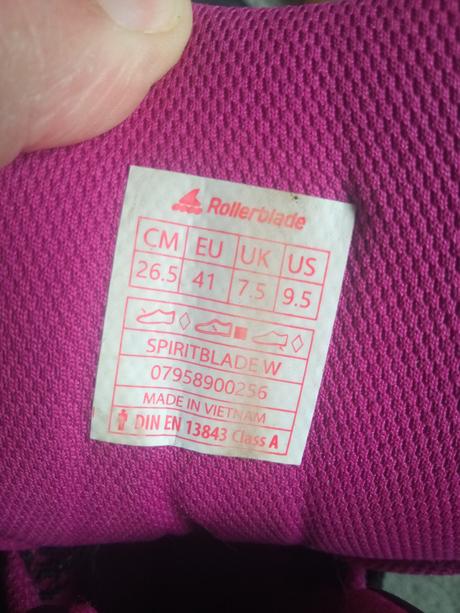 Rollerblade
CM EU UK US
26.5 41 7.5 9.5
SPIRITBLADE W
07958900256
MADE IN VIETNAM
DIN EN 13843 Class A